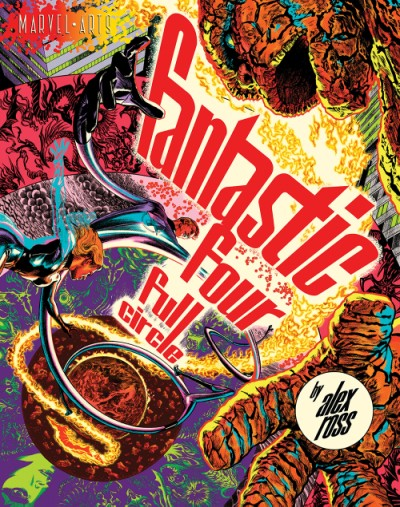 MARVEL • ARTS
fantastic
four
full
circle
by
alex
ross